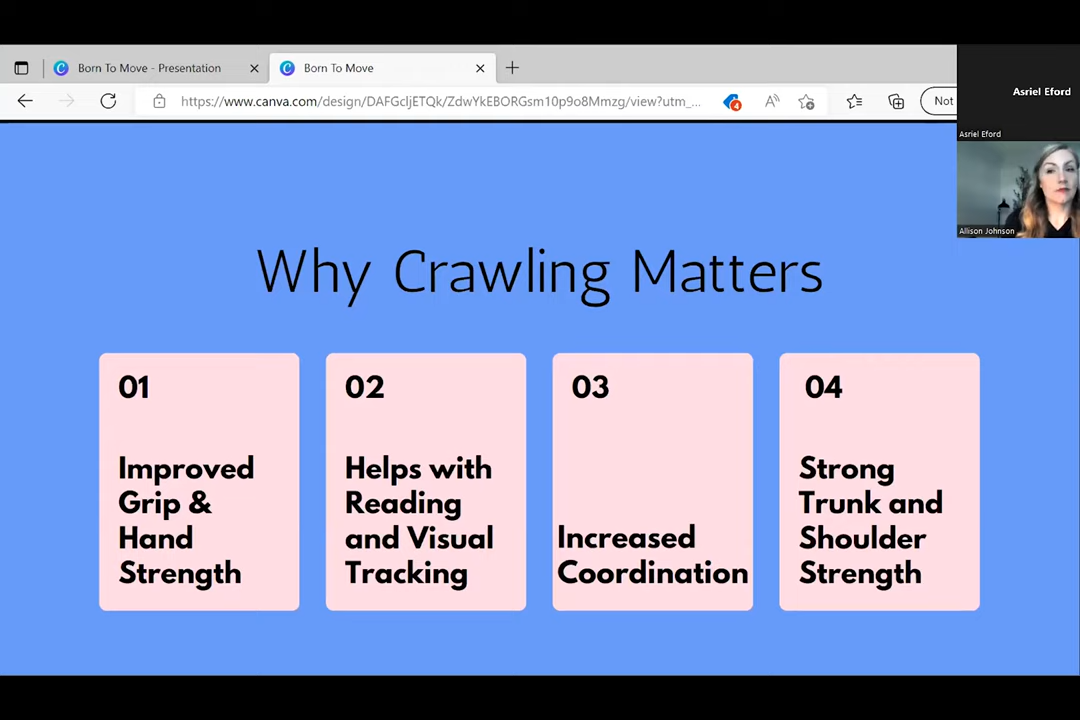 Born To Move - Presentation
Born To Move
https://www.canva.com/design/DAFGcIjETQk/ZdwYkEBORGsm10p9o8Mmzg/view?utm_...
4
Not
Asriel Eford
Asriel Eford
Allison Johnson
Why Crawling Matters
01
Improved
Grip &
Hand
Strength
02
Helps with
Reading
and Visual
Tracking
03
Increased
Coordination
04
Strong
Trunk and
Shoulder
Strength